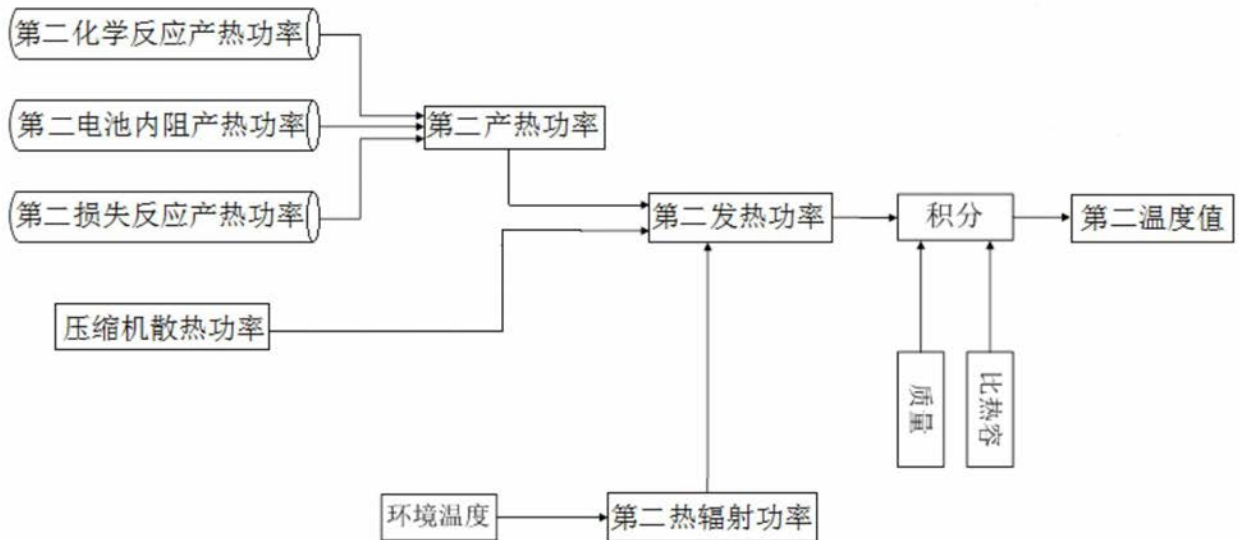 第二化学反应产热功率
第二电池内阻产热功率
第二产热功率
第二损失反应产热功率
第二发热功率
积分
第二温度值
压缩机散热功率
质量
比热容
环境温度
第二热辐射功率